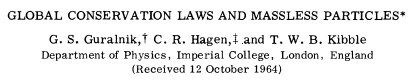 GLOBAL CONSERVATION LAWS AND MASSLESS PARTICLES*
G. S. Guralnik,† C. R. Hagen,‡ and T. W. B. Kibble
Department of Physics, Imperial College, London, England
(Received 12 October 1964)